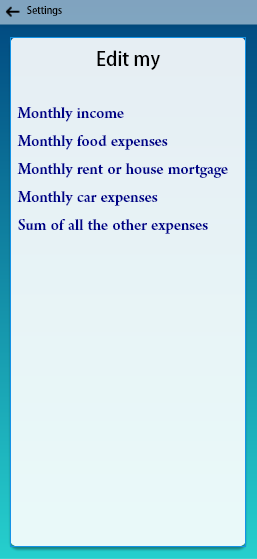 Settings
Edit my
Monthly income
Monthly food expenses
Monthly rent or house mortgage
Monthly car expenses
Sum of all the other expenses